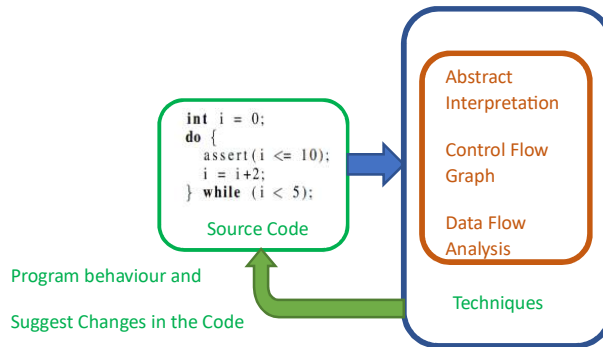 int i = 0;
do {
assert(i <= 10);
i = i+2;
} while (i < 5);
Source Code
Abstract
Interpretation
Control Flow
Graph
Data Flow
Analysis
Techniques
Program behaviour and
Suggest Changes in the Code